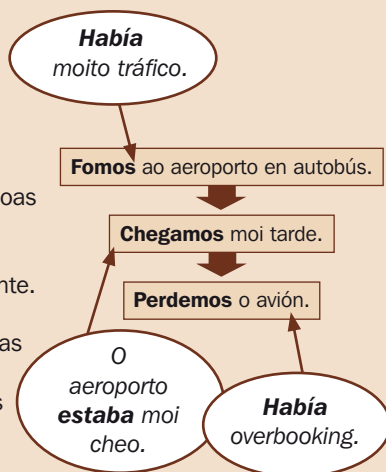 Había
moito tráfico.
Fomos ao aeroporto en autobús.
Chegamos moi tarde.
Perdemos o avión.
O
aeroporto
estaba moi
cheo.
Había
overbooking.